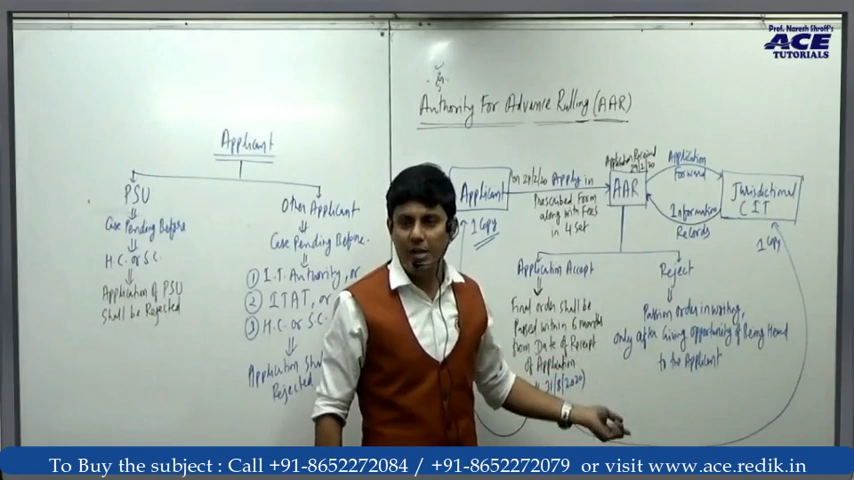 Prof. Naresh Shroff's
ACE
TUTORIALS
Authority For Advance Rulling (AAR)
Applicant
PSU
Case Pending Before
H.C. or S.C.
Application of PSU
Shall be Rejected
Other Applicant
Case Pending Before.
① I.T. Authority, or
② ITAT, or
③ H.C. or S.C.
Application
Rejected
Applicant
1 Copy
Apply in
Prescribed form
along with Fees
in 4 Set
Application Received
AAR
Application
Forward
Information
Records
Jurisdictional
CIT
1 Copy
Application Accept
Final order shall be
Passed within 6 months
from Date of Receipt
of Application
Reject
order in writing,
only after Giving opportunity of Being Heard
to the Applicant
To Buy the subject : Call +91-8652272084 / +91-8652272079 or visit www.ace.redik.in